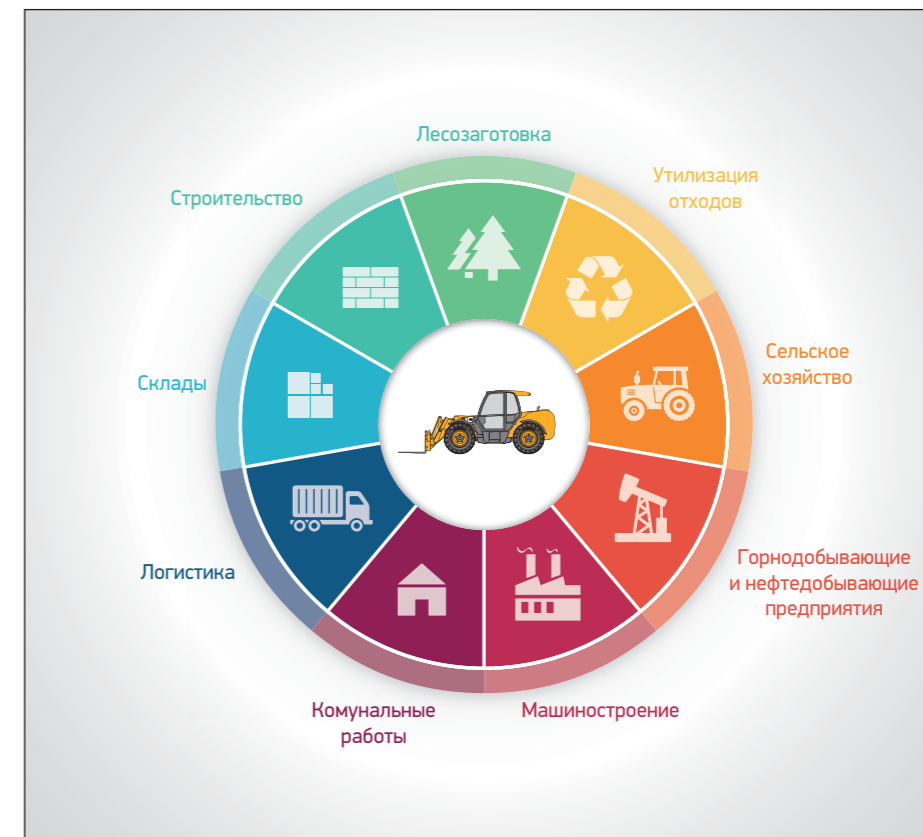 Лесозаготовка
Утилизация
отходов
Строительство
Сельское
хозяйство
Склады
Горнодобывающие
и нефтедобывающие
предприятия
Логистика
Комунальные
работы
Машиностроение